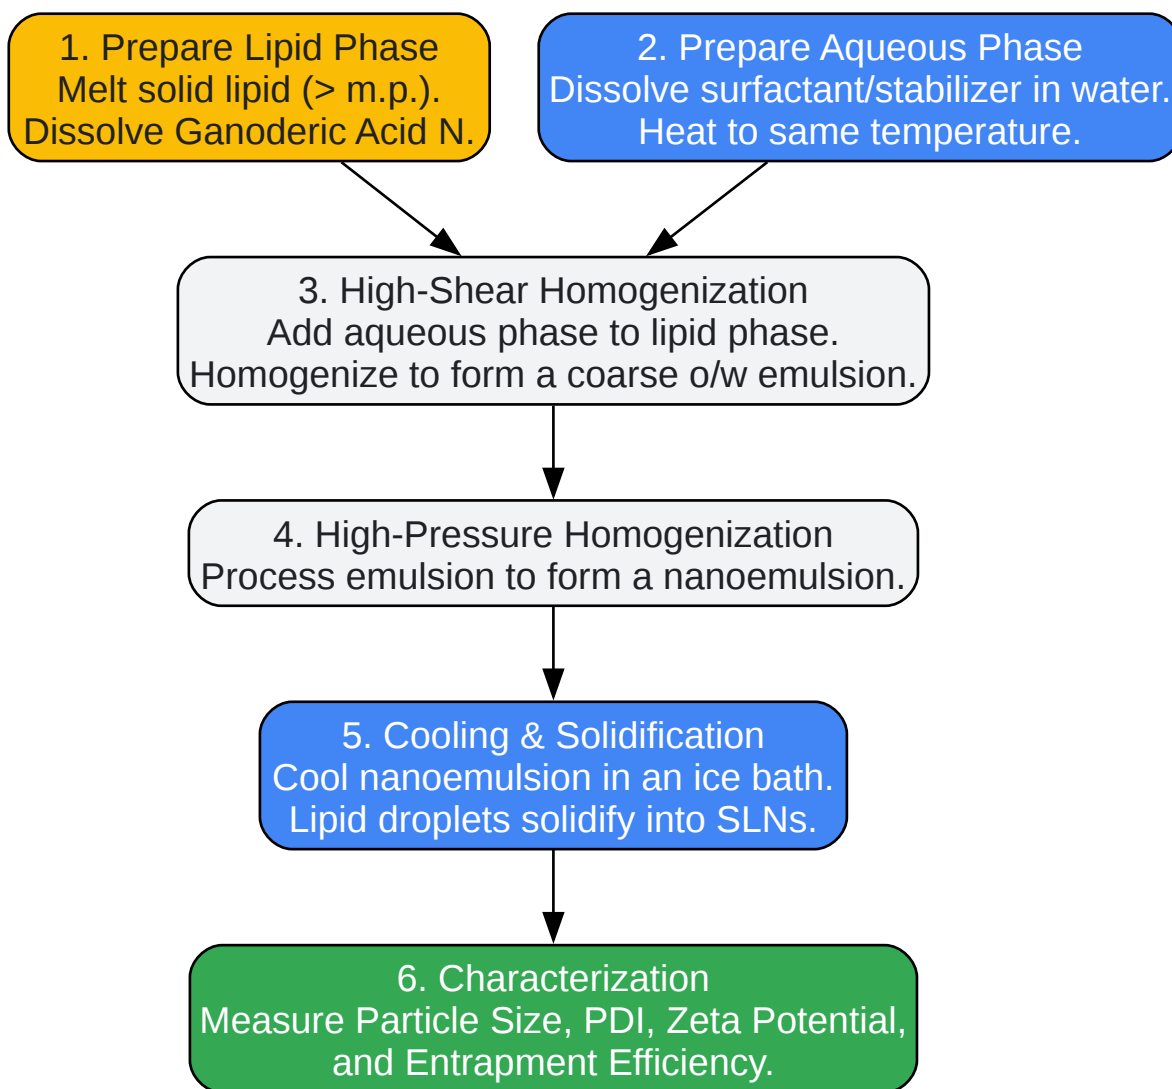 1. Prepare Lipid Phase
Melt solid lipid (> m.p.).
Dissolve Ganoderic Acid N.
2. Prepare Aqueous Phase
Dissolve surfactant/stabilizer in water.
Heat to same temperature.
3. High-Shear Homogenization
Add aqueous phase to lipid phase.
Homogenize to form a coarse o/w emulsion.
4. High-Pressure Homogenization
Process emulsion to form a nanoemulsion.
5. Cooling & Solidification
Cool nanoemulsion in an ice bath.
Lipid droplets solidify into SLNs.
6. Characterization
Measure Particle Size, PDI, Zeta Potential,
and Entrapment Efficiency.